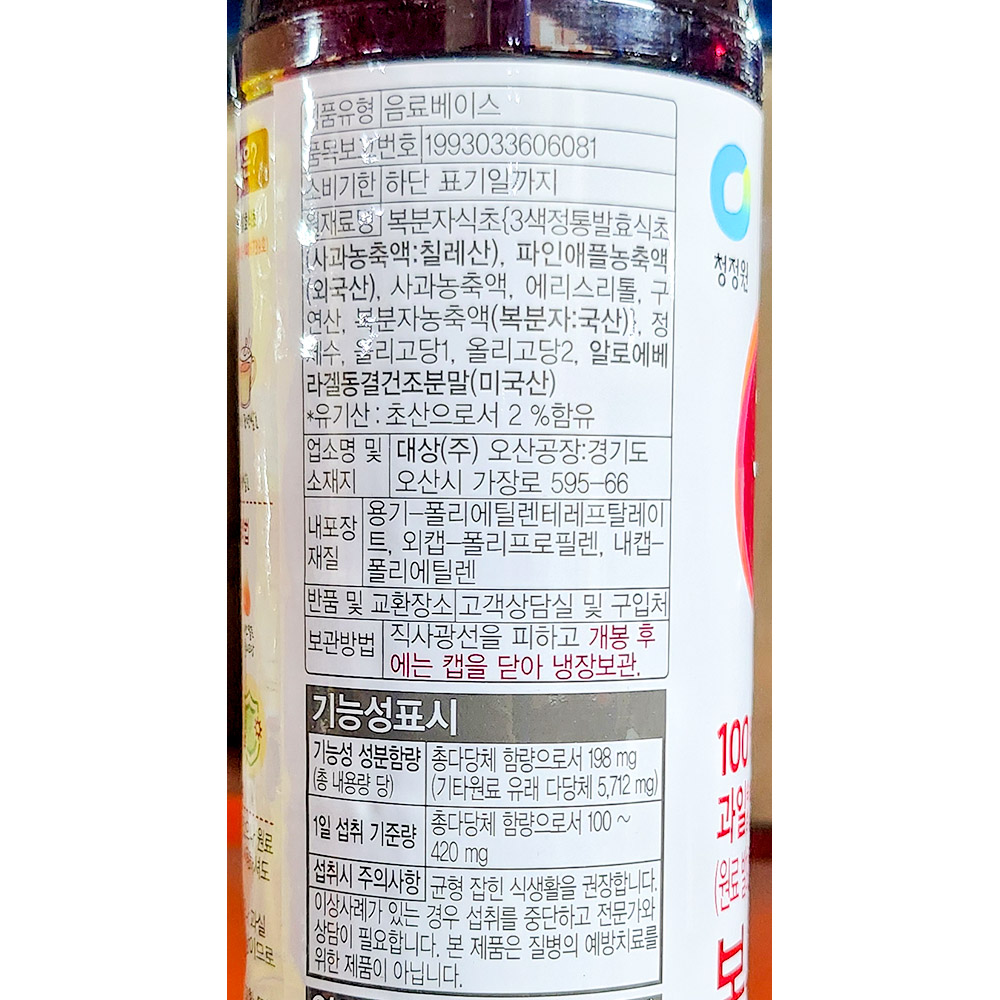 식품유형 음료베이스
품목보고번호 1993033606081
소비기한 하단 표기일까지
원재료명 복분자식초{3색정통발효식초
(사과농축액:칠레산), 파인애플농축액
(외국산), 사과농축액, 에리스리톨, 구
연산, 복분자농축액(복분자:국산)}, 정
제수, 올리고당1, 올리고당2, 알로에베
라겔동결건조분말(미국산)
*유기산 : 초산으로서 2 %함유
업소명 및 소재지 대상(주) 오산공장:경기도
오산시 가장로 595-66
내포장 재질 용기-폴리에틸렌테레프탈레이
트, 외캡-폴리프로필렌, 내캡-
폴리에틸렌
반품 및 교환장소 고객상담실 및 구입처
보관방법 직사광선을 피하고 개봉 후
에는 캡을 닫아 냉장보관.
기능성표시
기능성 성분함량 총다당체 함량으로서 198 mg
(총 내용량 당) (기타원료 유래 다당체 5,712 mg)
1일 섭취 기준량 총다당체 함량으로서 100 ~
420 mg
섭취시 주의사항 균형 잡힌 식생활을 권장합니다.
이상사례가 있는 경우 섭취를 중단하고 전문가와
상담이 필요합니다. 본 제품은 질병의 예방치료를
위한 제품이 아닙니다.
청정원
100
과일
(원료